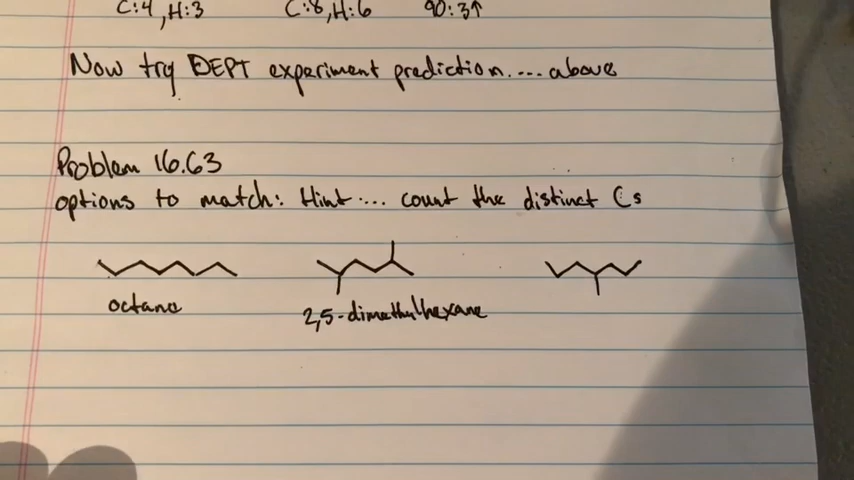 C:4, H:3 C:8, H:6 90:3↑
Now try DEPT experiment prediction.... above
Problem 16.63
options to match: Hint.... count the distinct Cs
octane
2,5-dimethylhexane